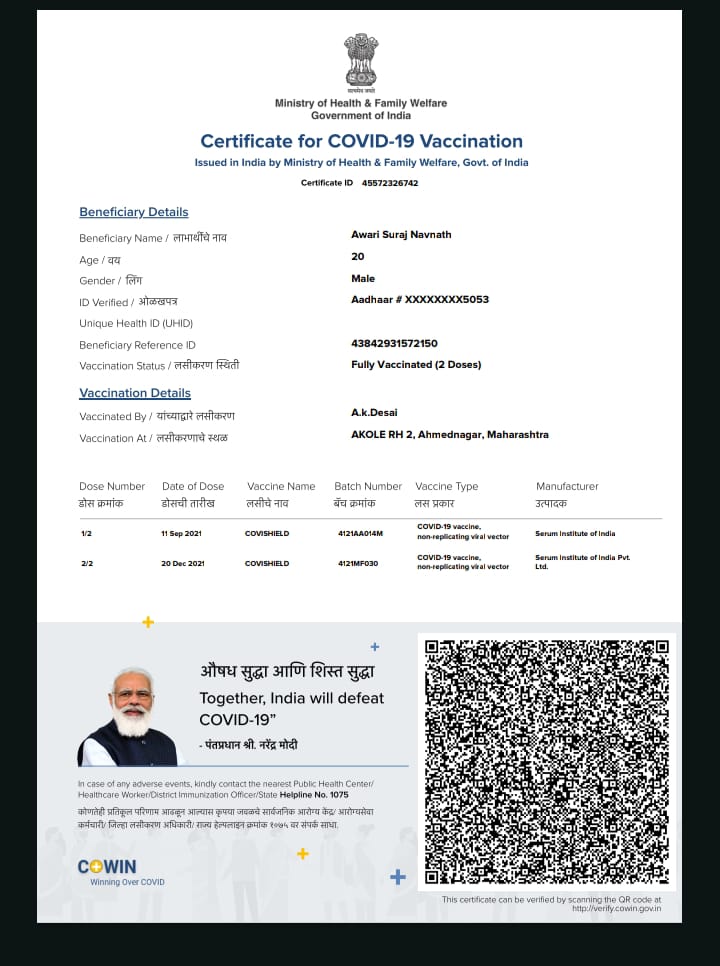 सत्यमेव जयते
Ministry of Health & Family Welfare
Government of India
Certificate for COVID-19 Vaccination
Issued in India by Ministry of Health & Family Welfare, Govt. of India
Certificate ID 45572326742
Beneficiary Details
Beneficiary Name / लाभार्थीचे नाव Awari Suraj Navnath
Age / वय 20
Gender / लिंग Male
ID Verified / ओळखपत्र Aadhaar # XXXXXXXX5053
Unique Health ID (UHID)
Beneficiary Reference ID 43842931572150
Vaccination Status / लसीकरण स्थिती Fully Vaccinated (2 Doses)
Vaccination Details
Vaccinated By / यांच्याद्वारे लसीकरण A.k.Desai
Vaccination At / लसीकरणाचे स्थळ AKOLE RH 2, Ahmednagar, Maharashtra
Dose Number Date of Dose Vaccine Name Batch Number Vaccine Type Manufacturer
डोस क्रमांक डोसची तारीख लसीचे नाव बॅच क्रमांक लस प्रकार उत्पादक
1/2 11 Sep 2021 COVISHIELD 4121AA014M COVID-19 vaccine, non-replicating viral vector Serum Institute of India
2/2 20 Dec 2021 COVISHIELD 4121MF030 COVID-19 vaccine, non-replicating viral vector Serum Institute of India Pvt. Ltd.
औषध सुद्धा आणि शिस्त सुद्धा
Together, India will defeat
COVID-19”
- पंतप्रधान श्री. नरेंद्र मोदी
In case of any adverse events, kindly contact the nearest Public Health Center/
Healthcare Worker/District Immunization Officer/State Helpline No. 1075
कोणतेही प्रतिकूल परिणाम आढळून आल्यास कृपया जवळचे सार्वजनिक आरोग्य केंद्र/ आरोग्यसेवा
कर्मचारी/ जिल्हा लसीकरण अधिकारी/ राज्य हेल्पलाइन क्रमांक १०७५ वर संपर्क साधा.
COWIN
Winning Over COVID
This certificate can be verified by scanning the QR code at
http://verify.cowin.gov.in